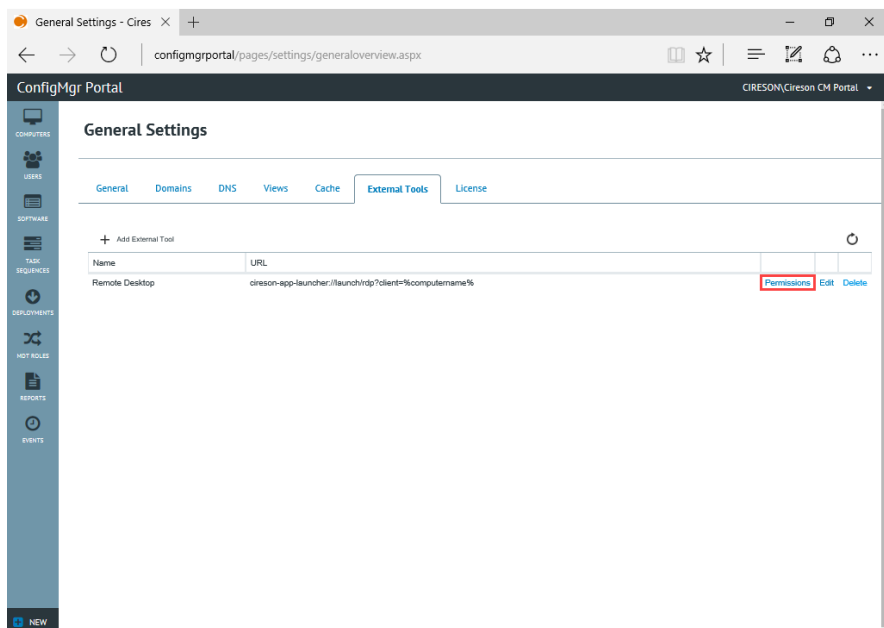 General Settings - Cires
configmgrportal/pages/settings/generaloverview.aspx
ConfigMgr Portal
CIRESON\Cireson CM Portal
COMPUTERS
USERS
SOFTWARE
TASK
SEQUENCES
DEPLOYMENTS
MDT ROLES
REPORTS
EVENTS
NEW
General Settings
General Domains DNS Views Cache External Tools License
Add External Tool
Name URL
Remote Desktop cireson-app-launcher://launch/rdp?client=%computername% Permissions Edit Delete